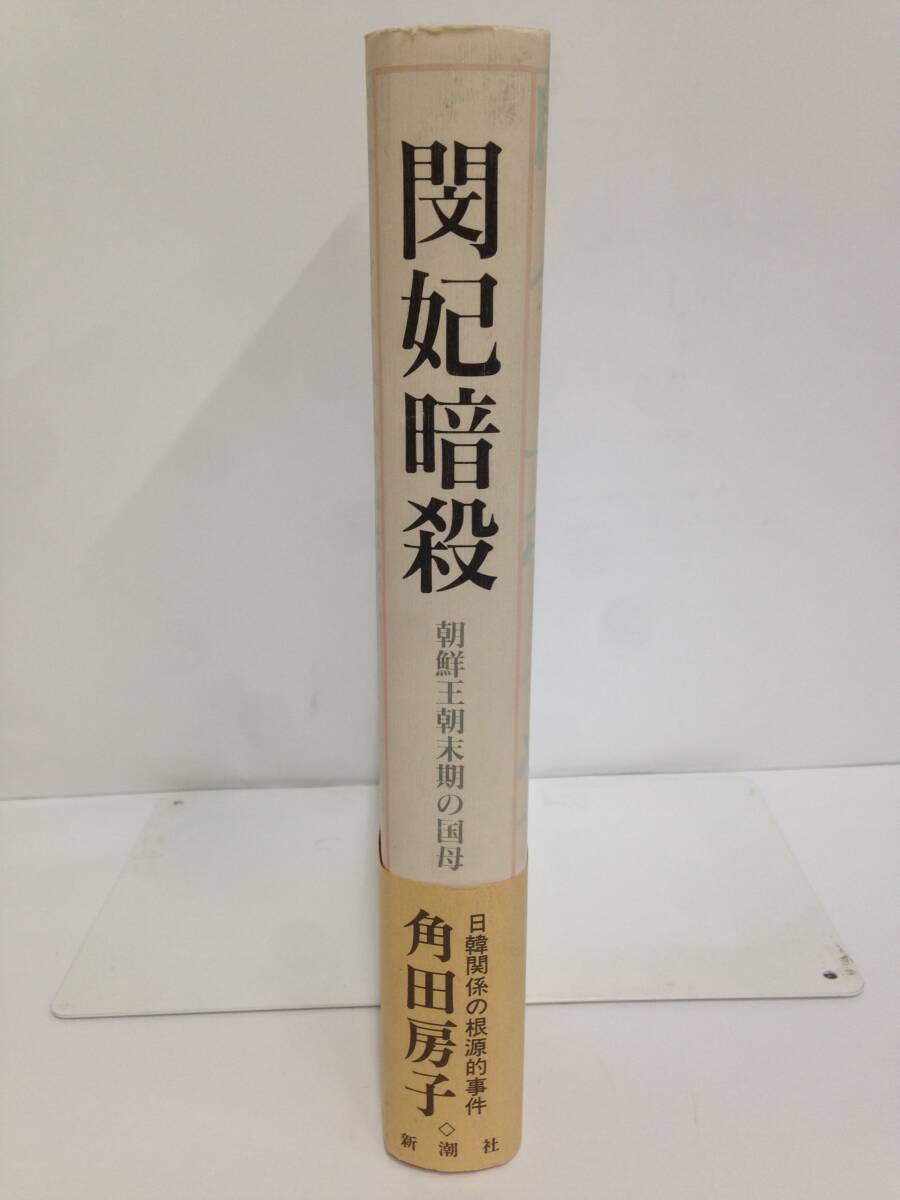 閔妃暗殺
朝鮮王朝末期の国母
日韓関係の根源的事件
角田房子◇
新潮社